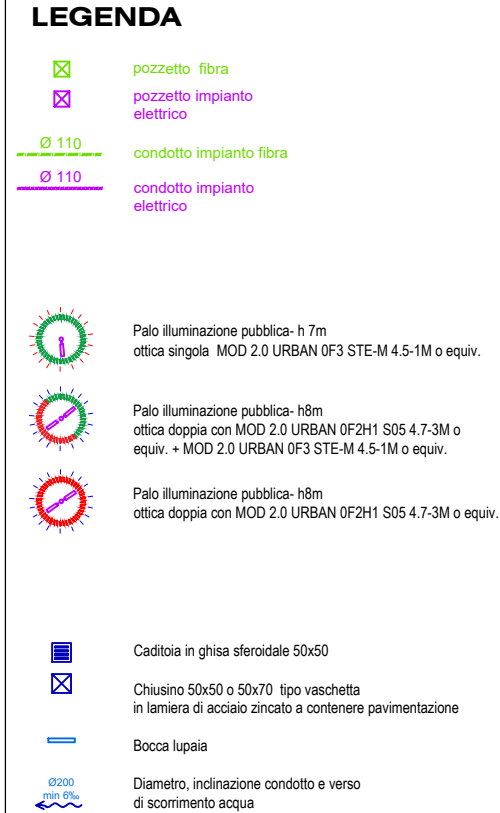 LEGENDA
pozzetto fibra
pozzetto impianto
elettrico
Ø 110
condotto impianto fibra
Ø 110
condotto impianto
elettrico
Palo illuminazione pubblica- h 7m
ottica singola MOD 2.0 URBAN 0F3 STE-M 4.5-1M o equiv.
Palo illuminazione pubblica- h8m
ottica doppia con MOD 2.0 URBAN 0F2H1 S05 4.7-3M o
equiv. + MOD 2.0 URBAN 0F3 STE-M 4.5-1M o equiv.
Palo illuminazione pubblica- h8m
ottica doppia con MOD 2.0 URBAN 0F2H1 S05 4.7-3M o equiv.
Caditoia in ghisa sferoidale 50x50
Chiusino 50x50 o 50x70 tipo vaschetta
in lamiera di acciaio zincato a contenere pavimentazione
Bocca lupaia
Ø200
min 6‰
Diametro, inclinazione condotto e verso
di scorrimento acqua